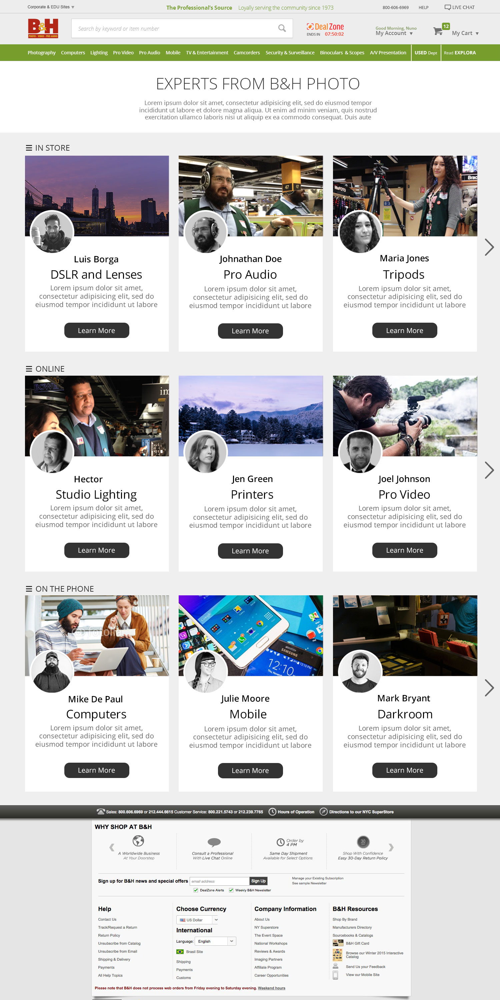 Corporate & EDU Sites
The Professional's Source Loyally serving the community since 1973
800-606-6969 HELP LIVE CHAT
B&H
PHOTO - VIDEO - PRO AUDIO
Search by keyword or item number
DealZone
ENDS IN 07:50:02
Good Morning, Nuno
My Account
12
My Cart
Photography Computers Lighting Pro Video Pro Audio Mobile TV & Entertainment Camcorders Security & Surveillance Binoculars & Scopes A/V Presentation USED Dept Read EXPLORA
EXPERTS FROM B&H PHOTO
Lorem ipsum dolor sit amet, consectetur adipisicing elit, sed do eiusmod tempor
incididunt ut labore et dolore magna aliqua. Ut enim ad minim veniam, quis nostrud
exercitation ullamco laboris nisi ut aliquip ex ea commodo consequat. Duis aute
IN STORE
47
MeFOTO
Brac
Luis Borga
DSLR and Lenses
Lorem ipsum dolor sit amet,
consectetur adipisicing elit, sed do
eiusmod tempor incididunt ut labore
Learn More
Johnathan Doe
Pro Audio
Lorem ipsum dolor sit amet,
consectetur adipisicing elit, sed do
eiusmod tempor incididunt ut labore
Learn More
Maria Jones
Tripods
Lorem ipsum dolor sit amet,
consectetur adipisicing elit, sed do
eiusmod tempor incididunt ut labore
Learn More
ONLINE
BOWE
im
Hector
Studio Lighting
Lorem ipsum dolor sit amet,
consectetur adipisicing elit, sed do
eiusmod tempor incididunt ut labore
Learn More
Jen Green
Printers
Lorem ipsum dolor sit amet,
consectetur adipisicing elit, sed do
eiusmod tempor incididunt ut labore
Learn More
Joel Johnson
Pro Video
Lorem ipsum dolor sit amet,
consectetur adipisicing elit, sed do
eiusmod tempor incididunt ut labore
Learn More
ON THE PHONE
fotolia
Google
SAMSUNG
12:10
12:10
Mike De Paul
Computers
Lorem ipsum dolor sit amet,
consectetur adipisicing elit, sed do
eiusmod tempor incididunt ut labore
Learn More
Julie Moore
Mobile
Lorem ipsum dolor sit amet,
consectetur adipisicing elit, sed do
eiusmod tempor incididunt ut labore
Learn More
Mark Bryant
Darkroom
Lorem ipsum dolor sit amet,
consectetur adipisicing elit, sed do
eiusmod tempor incididunt ut labore
Learn More
Sales: 800.606.6969 or 212.444.6615 Customer Service: 800.221.5743 or 212.239.7765 Hours of Operation Directions to our NYC SuperStore
WHY SHOP AT B&H
A Worldwide Business
At Your Doorstep
Consult a Professional
With Live Chat Online
Order by
4 PM
Same Day Shipment
Available for Select Options
30
DAY
Shop With Confidence
Easy 30-Day Return Policy
Sign up for B&H news and special offers email address Sign Up
DealZone Alerts Weekly B&H Newsletter
Manage your Existing Subscription
See sample Newsletter
Help
Contact Us
Track/Request a Return
Return Policy
Unsubscribe from Catalog
Unsubscribe from Email
Shipping & Delivery
Payments
All Help Topics
Choose Currency
US Dollar
International
Language: English
Brasil Site
Shipping
Payments
Customs
Company Information
About Us
NY Superstore
The Event Space
National Workshops
Reviews & Awards
Imaging Partners
Affiliate Program
Career Opportunities
B&H Resources
Shop By Brand
Manufacturers Directory
Sourcebooks & Catalogs
B&H Gift Card
Browse our Winter 2015 Interactive
Catalog
Send Us your Feedback
View our Mobile Site
Please note that B&H does not process web orders from Friday evening to Saturday evening. Weekend hours